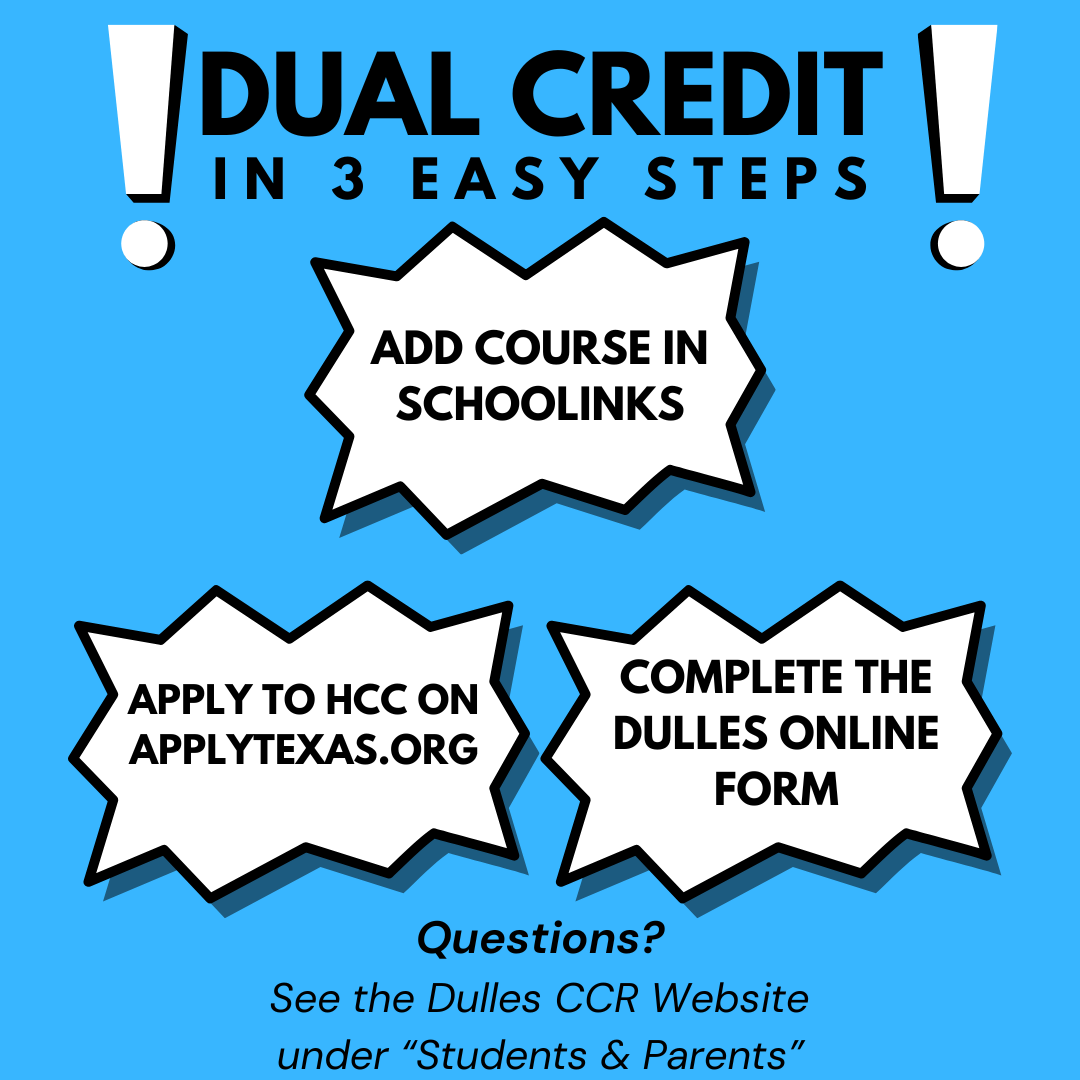 DUAL CREDIT
IN 3 EASY STEPS
ADD COURSE IN
SCHOOLINKS
APPLY TO HCC ON
APPLYTEXAS.ORG
COMPLETE THE
DULLES ONLINE
FORM
Questions?
See the Dulles CCR Website
under “Students & Parents”